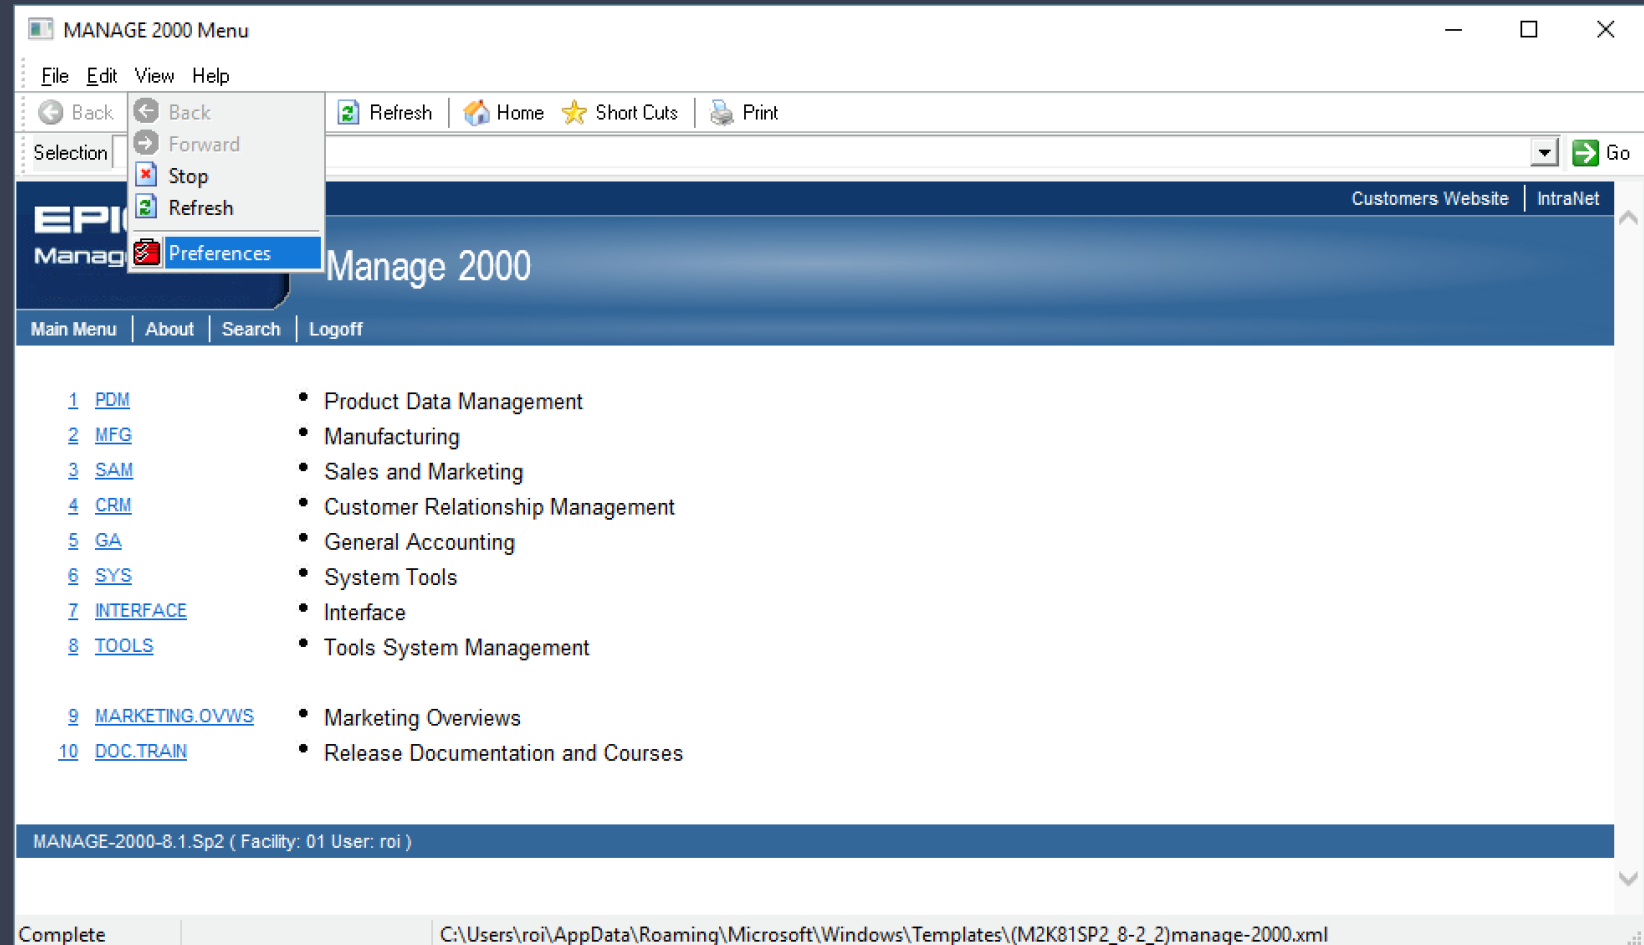 MANAGE 2000 Menu
File Edit View Help
Back Back Refresh Home Short Cuts Print
Forward
Selection Go
Stop
Refresh
Preferences
Customers Website IntraNet
Manage 2000
Main Menu About Search Logoff
1 PDM • Product Data Management
2 MFG • Manufacturing
3 SAM • Sales and Marketing
4 CRM • Customer Relationship Management
5 GA • General Accounting
6 SYS • System Tools
7 INTERFACE • Interface
8 TOOLS • Tools System Management
9 MARKETING.OVWS • Marketing Overviews
10 DOC.TRAIN • Release Documentation and Courses
MANAGE-2000-8.1.Sp2 ( Facility: 01 User: roi )
Complete C:\Users\roi\AppData\Roaming\Microsoft\Windows\Templates\(M2K81SP2_8-2_2)manage-2000.xml